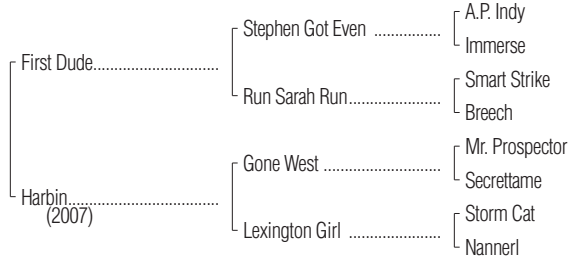 A.P. Indy
Stephen Got Even ................
Immerse
First Dude...............................
Smart Strike
Run Sarah Run.......................
Breech
Mr. Prospector
Gone West .............................
Secrettame
Harbin.....................................
(2007)
Storm Cat
Lexington Girl .......................
Nannerl